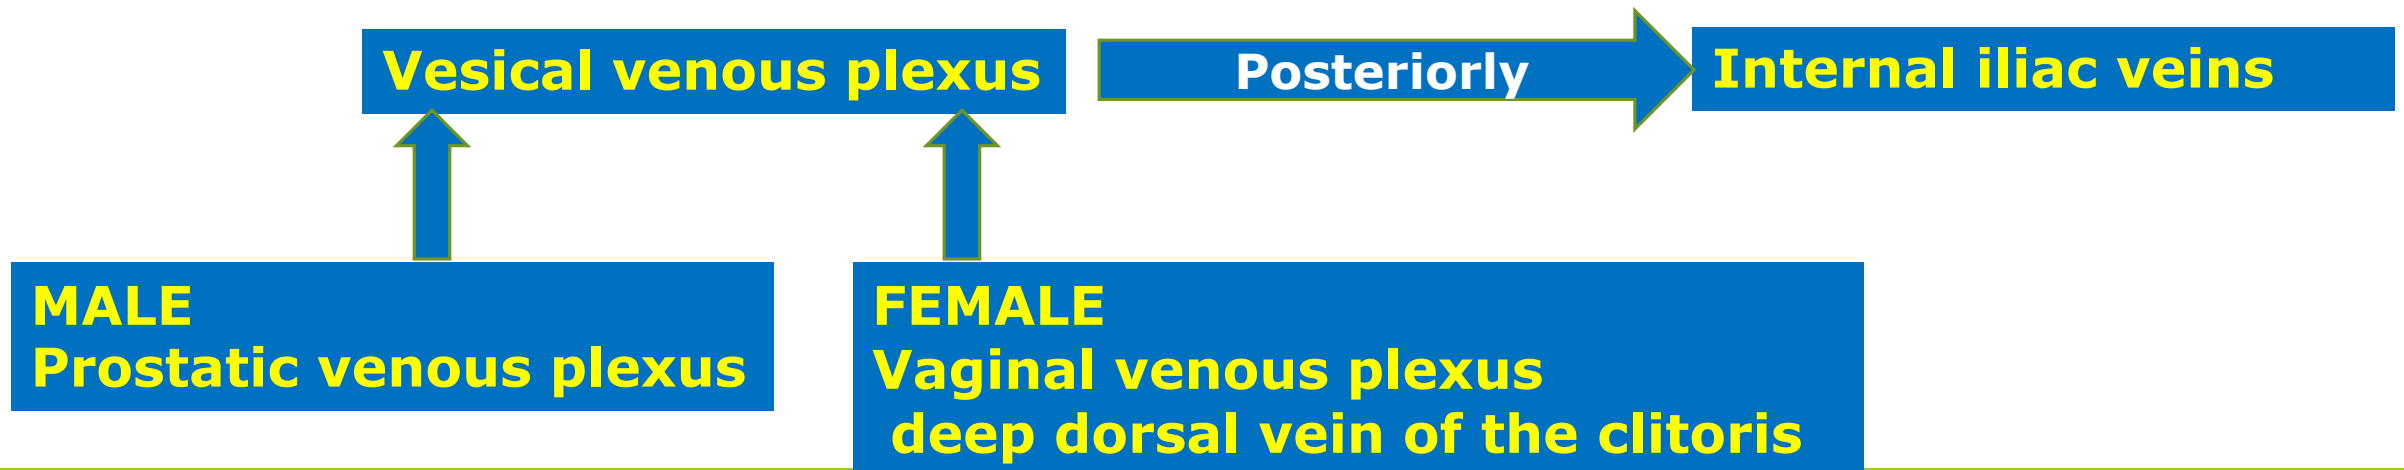 Vesical venous plexus
Posteriorly
Internal iliac veins
MALE
Prostatic venous plexus
FEMALE
Vaginal venous plexus
deep dorsal vein of the clitoris